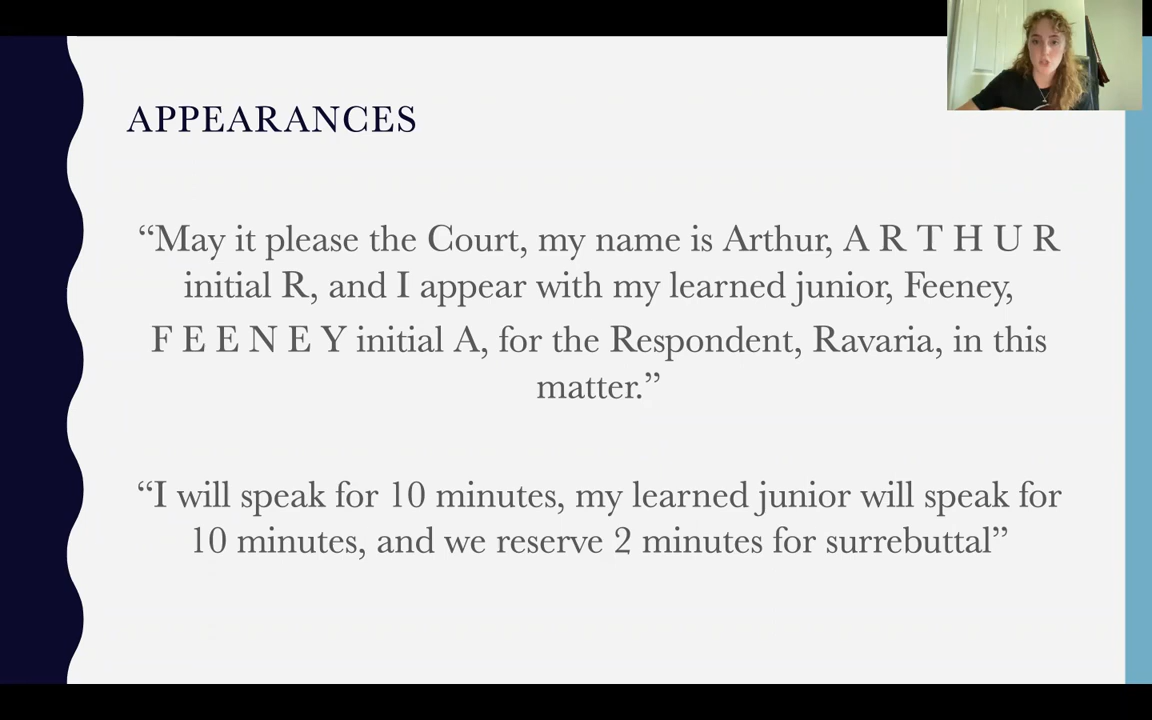 APPEARANCES
“May it please the Court, my name is Arthur, A R T H U R
initial R, and I appear with my learned junior, Feeney,
F E E N E Y initial A, for the Respondent, Ravaria, in this
matter.”
“I will speak for 10 minutes, my learned junior will speak for
10 minutes, and we reserve 2 minutes for surrebuttal”